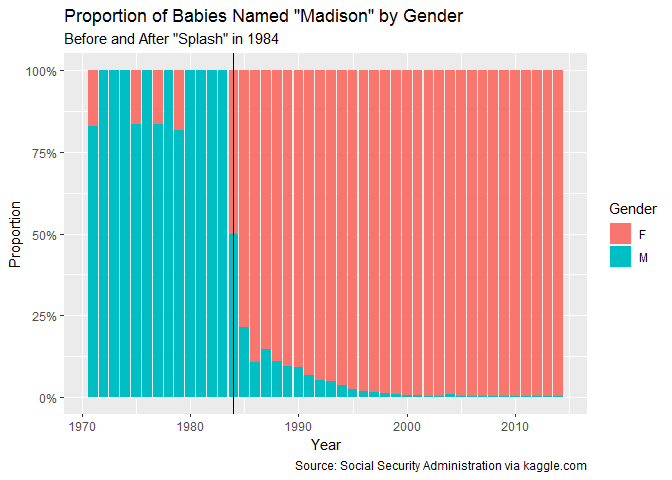 Proportion of Babies Named "Madison" by Gender
Before and After "Splash" in 1984
100%
75%
50%
25%
0%
Proportion
1970
1980
1990
2000
2010
Year
Gender
F
M
Source: Social Security Administration via kaggle.com